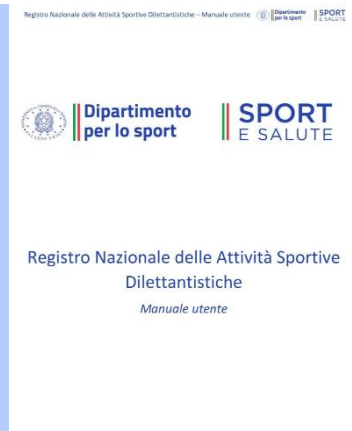 Registro Nazionale delle Attività Sportive Dilettantistiche – Manuale utente
Dipartimento
per lo sport
SPORT
E SALUTE
Dipartimento
per lo sport
SPORT
E SALUTE
Registro Nazionale delle Attività Sportive
Dilettantistiche
Manuale utente